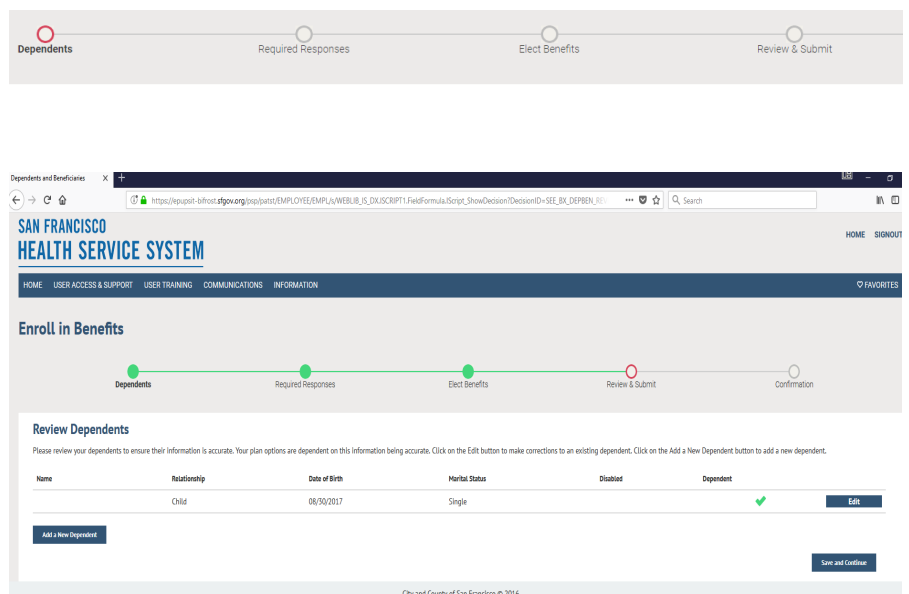 Dependents Required Responses Elect Benefits Review & Submit
Dependents and Beneficiaries X +
https://epupsit-bifrost.sfgov.org/psp/patst/EMPLOYEE/EMPL/s/WEBLIB_IS_DXJSCRIPT1.FieldFormula.IScript_ShowDecision?DecisionID=SEE_BX_DEPBEN_REV ... Search
SAN FRANCISCO
HEALTH SERVICE SYSTEM
HOME SIGNOUT
HOME USER ACCESS & SUPPORT USER TRAINING COMMUNICATIONS INFORMATION FAVORITES
Enroll in Benefits
Dependents Required Responses Elect Benefits Review & Submit Confirmation
Review Dependents
Please review your dependents to ensure their information is accurate. Your plan options are dependent on this information being accurate. Click on the Edit button to make corrections to an existing dependent. Click on the Add a New Dependent button to add a new dependent.
Name Relationship Date of Birth Marital Status Disabled Dependent
Child 08/30/2017 Single Edit
Add a New Dependent
Save and Continue
City and County of San Francisco © 2016